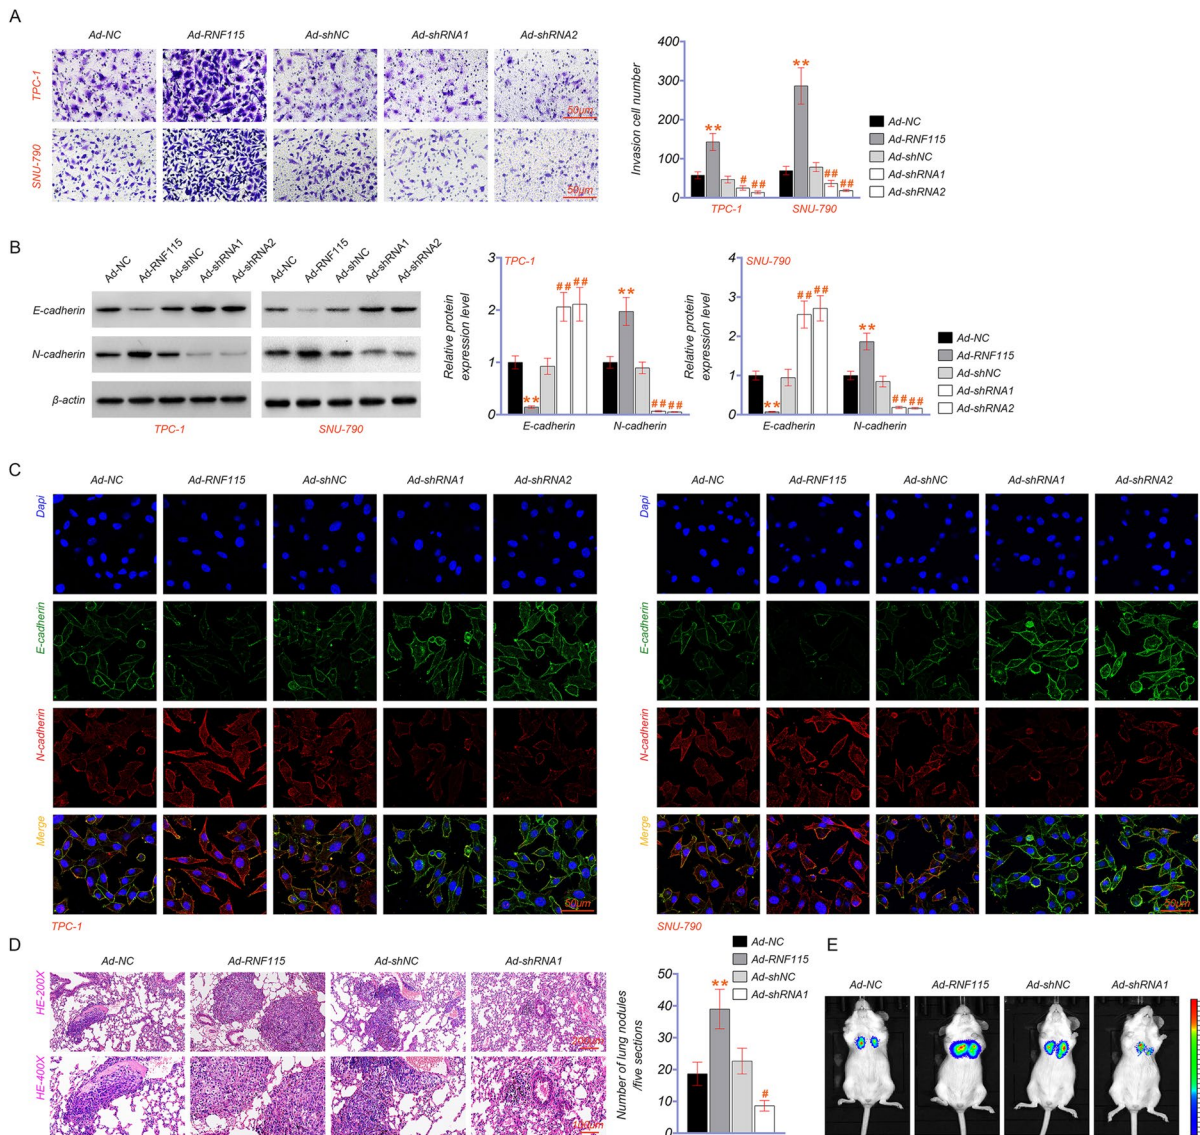 A
Ad-NC Ad-RNF115 Ad-shNC Ad-shRNA1 Ad-shRNA2
TPC-1
50μm
SNU-790
50μm
Invasion cell number
400
300
200
100
0
**
#
##
**
##
##
TPC-1 SNU-790
Ad-NC
Ad-RNF115
Ad-shNC
Ad-shRNA1
Ad-shRNA2
B
Ad-NC Ad-RNF115 Ad-shNC Ad-shRNA1 Ad-shRNA2
Ad-NC Ad-RNF115 Ad-shNC Ad-shRNA1 Ad-shRNA2
E-cadherin
N-cadherin
β-actin
TPC-1 SNU-790
Relative protein
expression level
TPC-1
3
2
1
0
**
## ##
**
## ##
E-cadherin N-cadherin
Relative protein
expression level
SNU-790
4
3
2
1
0
**
## ##
**
## ##
E-cadherin N-cadherin
Ad-NC
Ad-RNF115
Ad-shNC
Ad-shRNA1
Ad-shRNA2
C
Ad-NC Ad-RNF115 Ad-shNC Ad-shRNA1 Ad-shRNA2
Dapi
E-cadherin
N-cadherin
Merge
50μm
TPC-1
Ad-NC Ad-RNF115 Ad-shNC Ad-shRNA1 Ad-shRNA2
Dapi
E-cadherin
N-cadherin
Merge
50μm
SNU-790
D
Ad-NC Ad-RNF115 Ad-shNC Ad-shRNA1
HE-200X
200μm
HE-400X
100μm
Ad-NC
Ad-RNF115
Ad-shNC
Ad-shRNA1
Number of lung nodules
/five sections
50
40
30
20
10
0
**
#
E
Ad-NC Ad-RNF115 Ad-shNC Ad-shRNA1